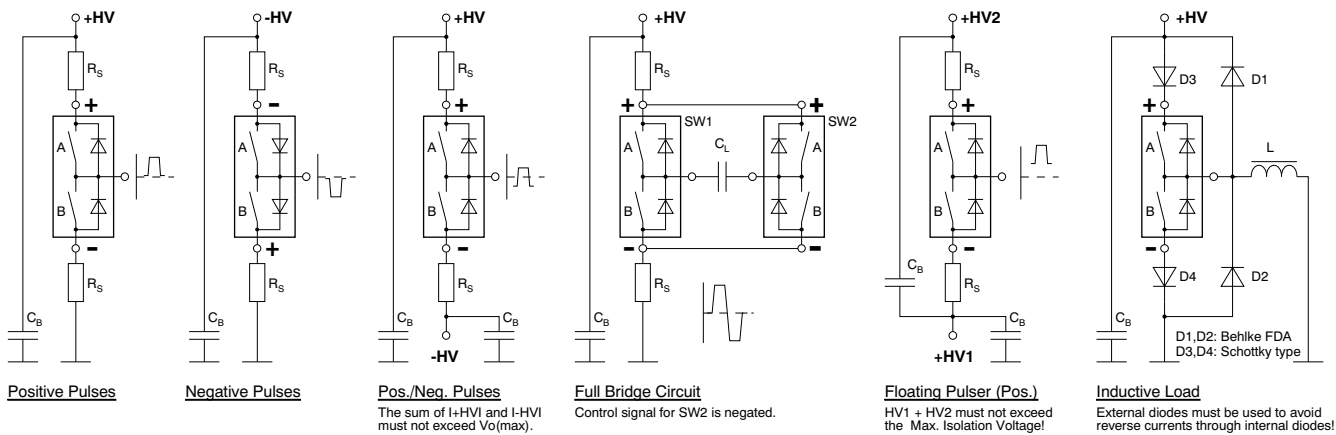 +HV
-HV
+HV
+HV
+HV2
+HV
R_S
R_S
R_S
R_S
R_S
D3
D1
+
-
+
+
+
+
+
SW1
SW2
A
A
A
A
C_L
A
A
A
L
B
B
B
B
B
B
B
-
+
-
-
-
-
-
R_S
R_S
R_S
R_S
C_B
R_S
D4
D2
C_B
C_B
C_B
C_B
C_B
C_B
-HV
+HV1
D1,D2: Behlke FDA
D3,D4: Schottky type
C_B
Positive Pulses
Negative Pulses
Pos./Neg. Pulses
The sum of I+HVI and I-HVI
must not exceed Vo(max).
Full Bridge Circuit
Control signal for SW2 is negated.
Floating Pulser (Pos.)
HV1 + HV2 must not exceed
the Max. Isolation Voltage!
Inductive Load
External diodes must be used to avoid
reverse currents through internal diodes!